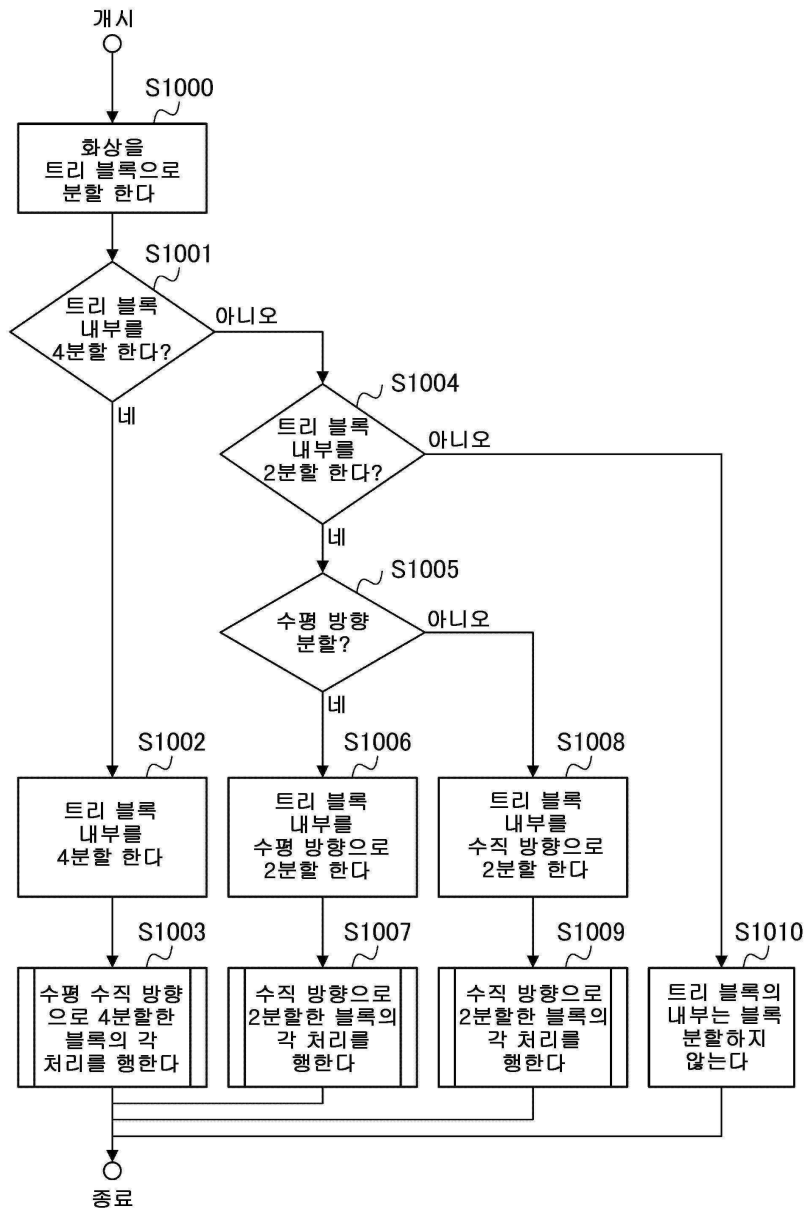 개시
S1000
화상을
트리 블록으로
분할 한다
S1001
트리 블록
내부를
4분할 한다?
아니오
네
S1004
트리 블록
내부를
2분할 한다?
아니오
네
S1005
수평 방향
분할?
아니오
네
S1002
트리 블록
내부를
4분할 한다
S1006
트리 블록
내부를
수평 방향으로
2분할 한다
S1008
트리 블록
내부를
수직 방향으로
2분할 한다
S1003
수평 수직 방향
으로 4분할한
블록의 각
처리를 행한다
S1007
수직 방향으로
2분할한 블록의
각 처리를
행한다
S1009
수직 방향으로
2분할한 블록의
각 처리를
행한다
S1010
트리 블록의
내부는 블록
분할하지
않는다
종료